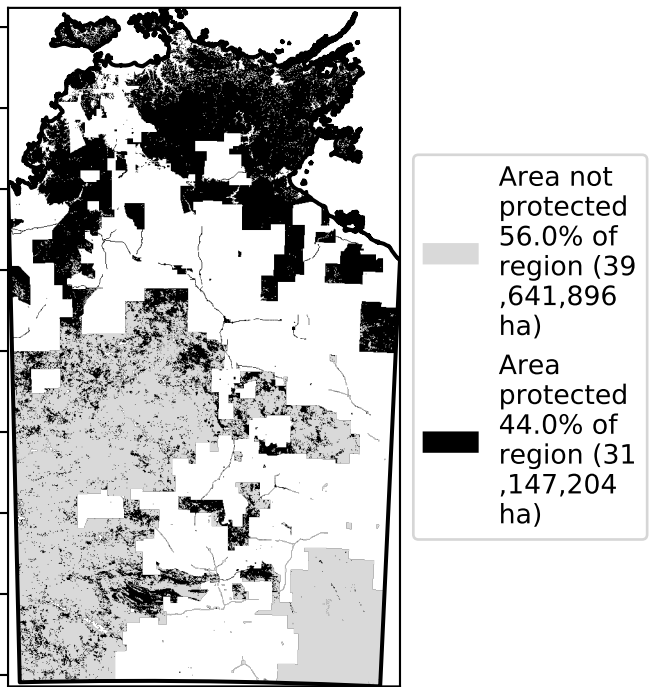 Area not
protected
56.0% of
region (39
,641,896
ha)
Area
protected
44.0% of
region (31
,147,204
ha)